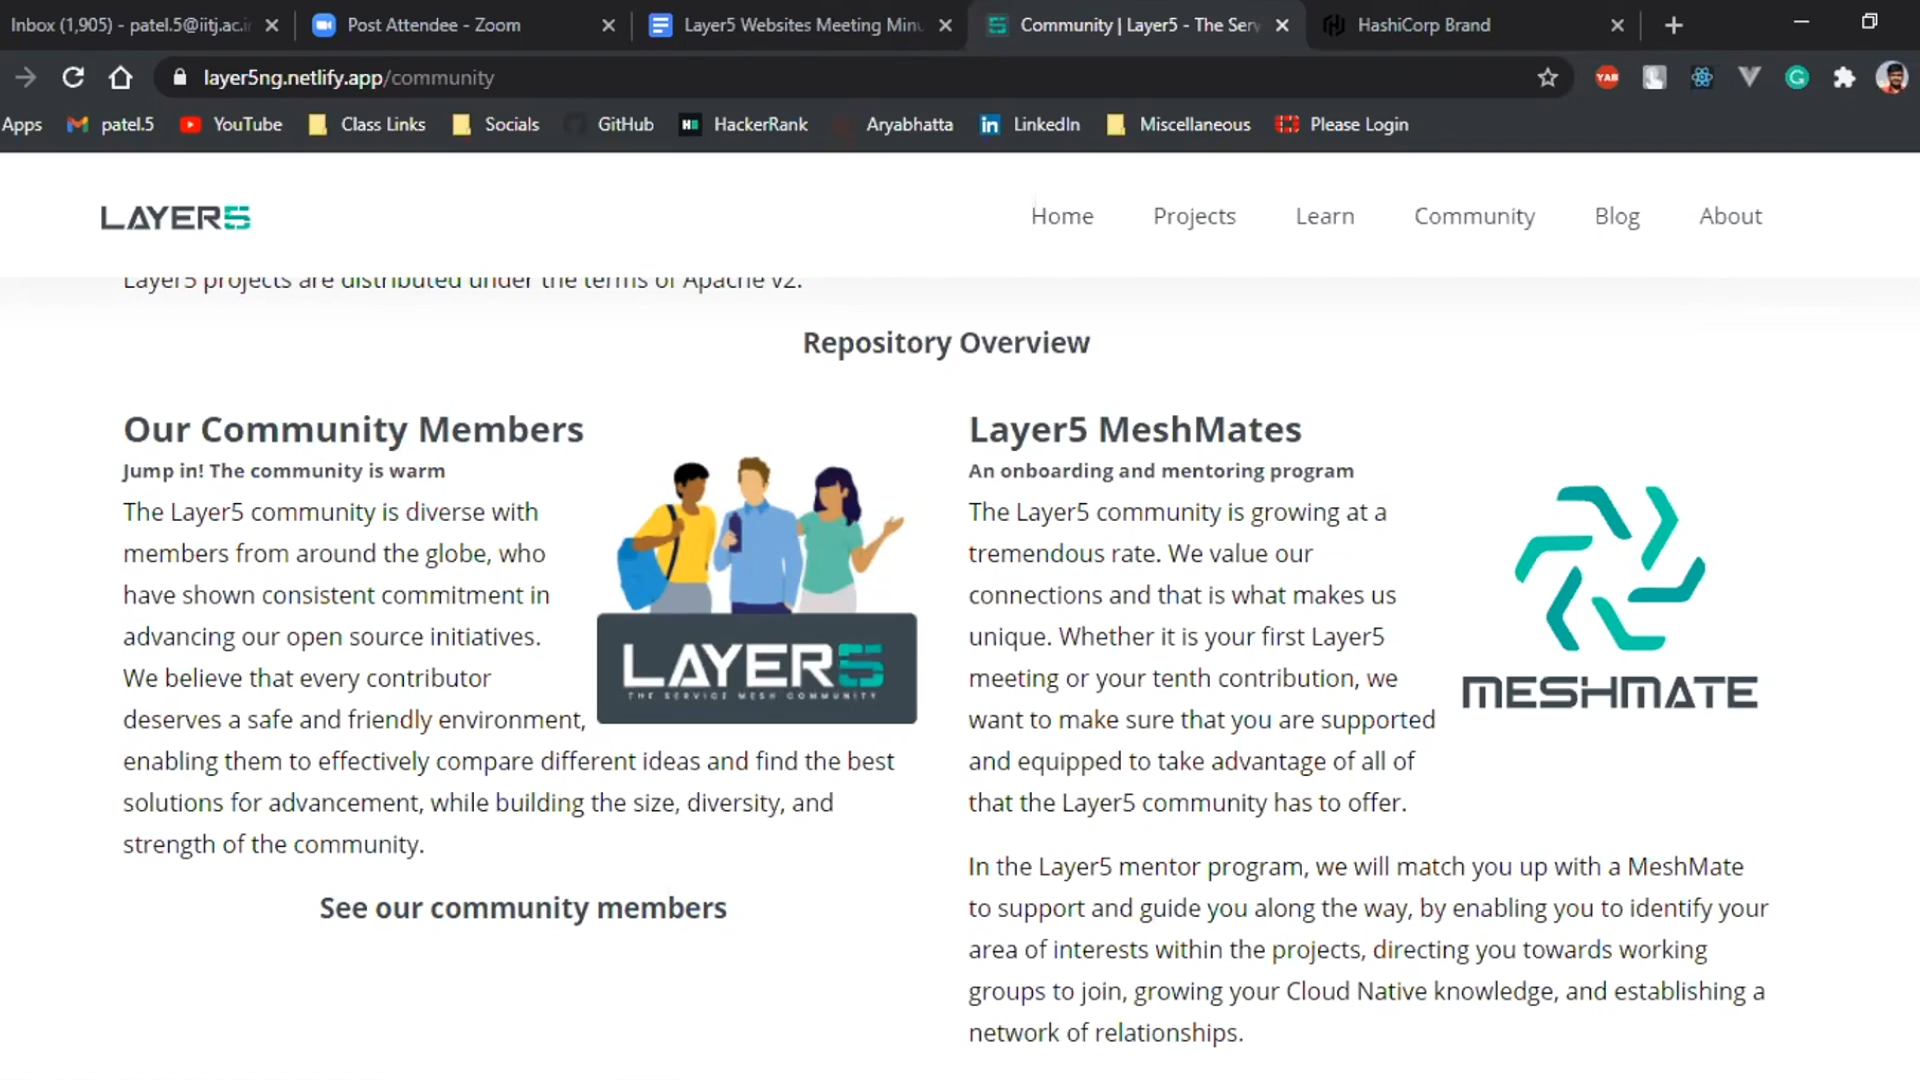 Inbox (1,905) - patel.5@iitj.ac.i
Post Attendee - Zoom
Layer5 Websites Meeting Minu
Community | Layer5 - The Serv
HashiCorp Brand
layer5ng.netlify.app/community
YAB
Apps
patel.5
YouTube
Class Links
Socials
GitHub
HackerRank
Aryabhatta
LinkedIn
Miscellaneous
Please Login
LAYER5
Home
Projects
Learn
Community
Blog
About
Layer5 projects are distributed under the terms of Apache v2.
Repository Overview
Our Community Members
Jump in! The community is warm
The Layer5 community is diverse with
members from around the globe, who
have shown consistent commitment in
advancing our open source initiatives.
We believe that every contributor
deserves a safe and friendly environment,
enabling them to effectively compare different ideas and find the best
solutions for advancement, while building the size, diversity, and
strength of the community.
LAYER5
THE SERVICE MESH COMMUNITY
See our community members
Layer5 MeshMates
An onboarding and mentoring program
The Layer5 community is growing at a
tremendous rate. We value our
connections and that is what makes us
unique. Whether it is your first Layer5
meeting or your tenth contribution, we
want to make sure that you are supported
and equipped to take advantage of all of
that the Layer5 community has to offer.
MESHMATE
In the Layer5 mentor program, we will match you up with a MeshMate
to support and guide you along the way, by enabling you to identify your
area of interests within the projects, directing you towards working
groups to join, growing your Cloud Native knowledge, and establishing a
network of relationships.